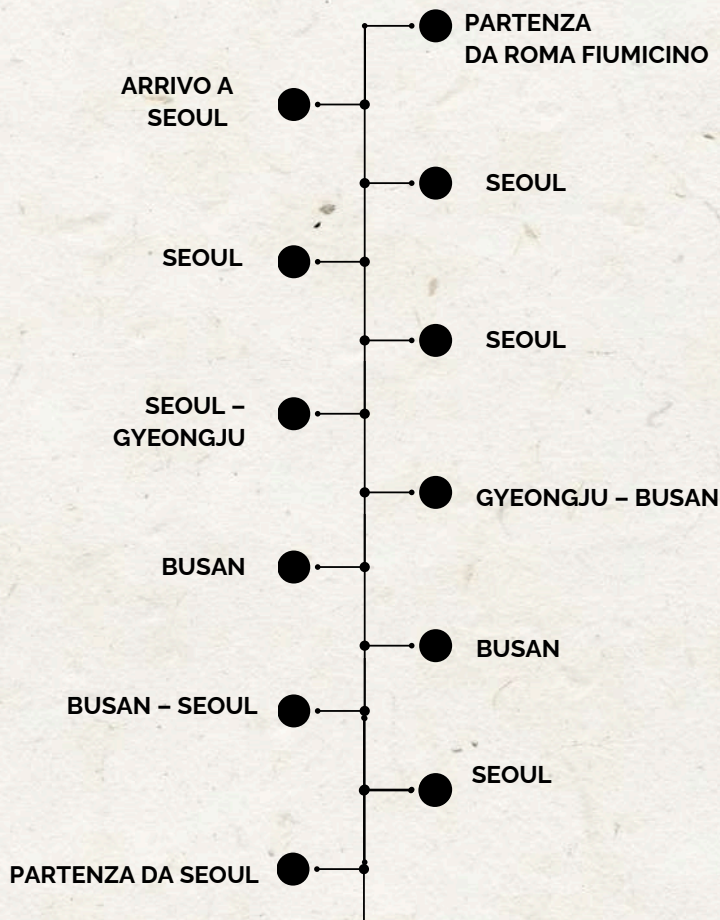 PARTENZA
DA ROMA FIUMICINO
ARRIVO A
SEOUL
SEOUL
SEOUL
SEOUL
SEOUL –
GYEONGJU
GYEONGJU – BUSAN
BUSAN
BUSAN
BUSAN – SEOUL
SEOUL
PARTENZA DA SEOUL